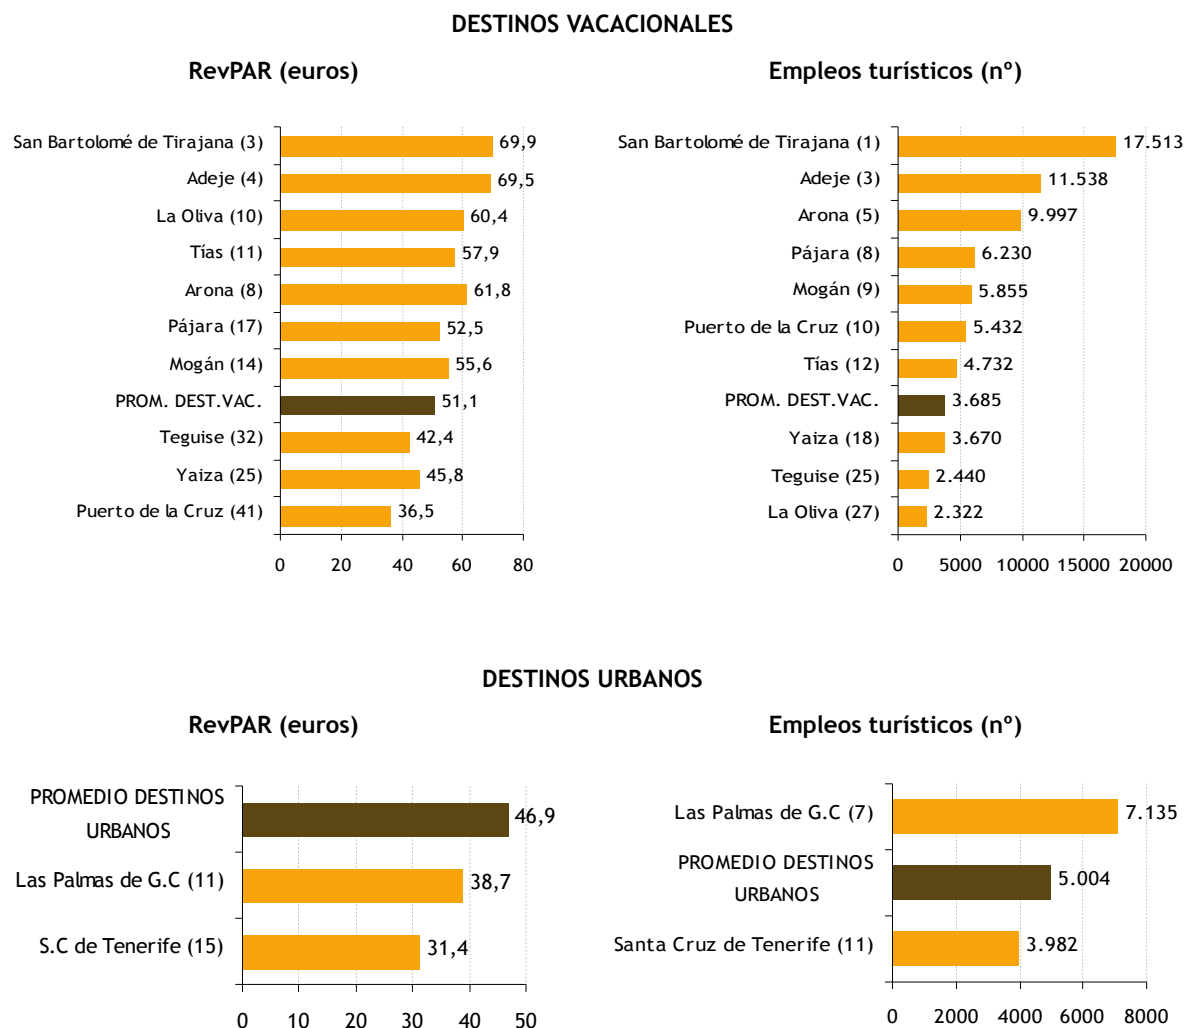 DESTINOS VACACIONALES
RevPAR (euros)
San Bartolomé de Tirajana (3) 69,9
Adeje (4) 69,5
La Oliva (10) 60,4
Tías (11) 57,9
Arona (8) 61,8
Pájara (17) 52,5
Mogán (14) 55,6
PROM. DEST.VAC. 51,1
Teguise (32) 42,4
Yaiza (25) 45,8
Puerto de la Cruz (41) 36,5
0 20 40 60 80
Empleos turísticos (nº)
San Bartolomé de Tirajana (1) 17.513
Adeje (3) 11.538
Arona (5) 9.997
Pájara (8) 6.230
Mogán (9) 5.855
Puerto de la Cruz (10) 5.432
Tías (12) 4.732
PROM. DEST.VAC. 3.685
Yaiza (18) 3.670
Teguise (25) 2.440
La Oliva (27) 2.322
0 5000 10000 15000 20000
DESTINOS URBANOS
RevPAR (euros)
PROMEDIO DESTINOS
URBANOS 46,9
Las Palmas de G.C (11) 38,7
S.C de Tenerife (15) 31,4
0 10 20 30 40 50
Empleos turísticos (nº)
Las Palmas de G.C (7) 7.135
PROMEDIO DESTINOS
URBANOS 5.004
Santa Cruz de Tenerife (11) 3.982
0 2000 4000 6000 8000